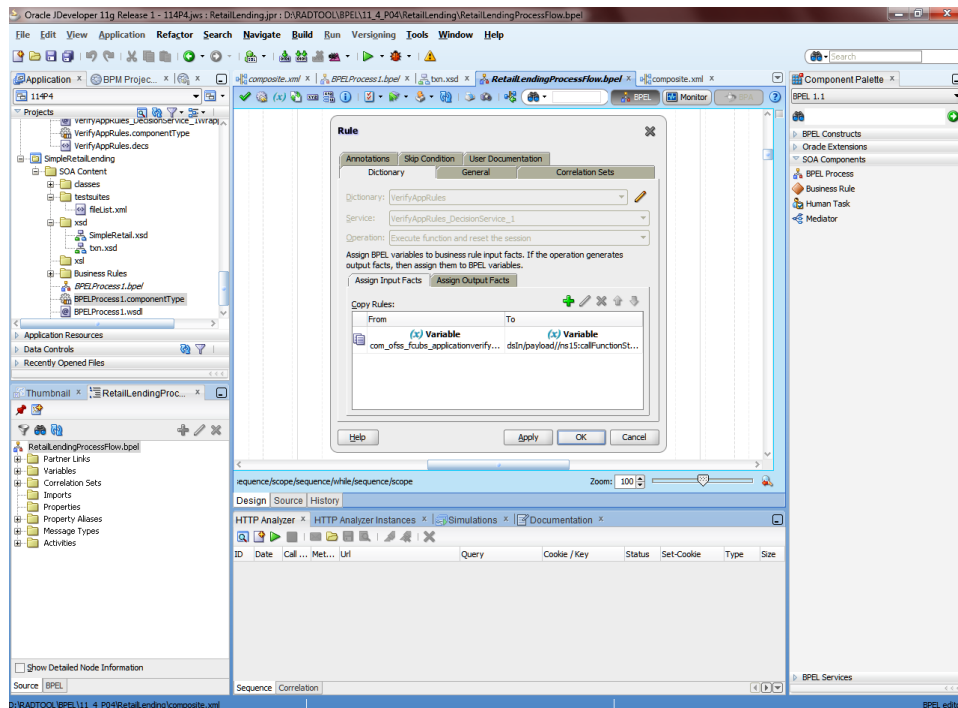 Oracle JDeveloper 11g Release 1 - 114P4.jws : RetailLending.jpr : D:\RADTOOL\BPEL\11_4_P04\RetailLending\RetailLendingProcessFlow.bpel
File Edit View Application Refactor Search Navigate Build Run Versioning Tools Window Help
Search
Application BPM Projec...
composite.xml BPELProcess1.bpel txn.xsd RetailLendingProcessFlow.bpel composite.xml
Component Palette
114P4
BPEL Monitor BPA
BPEL 1.1
Projects
VerifyAppRules_DecisionService_1Wrapp
VerifyAppRules.componentType
VerifyAppRules.decs
SimpleRetailLending
SOA Content
classes
testsuites
fileList.xml
xsd
SimpleRetail.xsd
txn.xsd
xsl
Business Rules
BPELProcess1.bpel
BPELProcess1.componentType
BPELProcess1.wsdl
Application Resources
Data Controls
Recently Opened Files
Rule
Annotations Skip Condition User Documentation
Dictionary General Correlation Sets
Dictionary: VerifyAppRules
Service: VerifyAppRules_DecisionService_1
Operation: Execute function and reset the session
Assign BPEL variables to business rule input facts. If the operation generates
output facts, then assign them to BPEL variables.
Assign Input Facts Assign Output Facts
Copy Rules:
From To
(x) Variable (x) Variable
com_ofss_fcubs_applicationverify... dsIn/payload//ns15:callFunctionSt...
Help Apply OK Cancel
BPEL Constructs
Oracle Extensions
SOA Components
BPEL Process
Business Rule
Human Task
Mediator
BPEL Services
Thumbnail RetailLendingProc...
RetailLendingProcessFlow.bpel
Partner Links
Variables
Correlation Sets
Imports
Properties
Property Aliases
Message Types
Activities
Show Detailed Node Information
Source BPEL
sequence/scope/sequence/while/sequence/scope
Zoom: 100
Design Source History
HTTP Analyzer HTTP Analyzer Instances Simulations Documentation
ID Date Call ... Met... Url Query Cookie / Key Status Set-Cookie Type Size
Sequence Correlation
D:\RADTOOL\BPEL\11_4_P04\RetailLending\composite.xml
BPEL edito